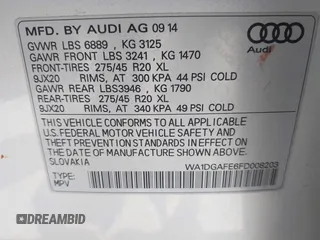 MFD. BY AUDI AG 09 14
GVWR LBS 6889 , KG 3125
GAWR FRONT LBS 3241 , KG 1470
FRONT-TIRES 275/45 R20 XL
9JX20 RIMS, AT 300 KPA 44 PSI COLD
GAWR REAR LBS3946 , KG 1790
REAR-TIRES 275/45 R20 XL
9JX20 RIMS, AT 340 KPA 49 PSI COLD
THIS VEHICLE CONFORMS TO ALL APPLICABLE
U.S. FEDERAL MOTOR VEHICLE SAFETY
AND THEFT PREVENTION STANDARDS IN EFFECT
ON THE DATE OF MANUFACTURE SHOWN ABOVE.
SLOVAKIA
TYPE:
MPV
WA1DGAFE6FD008203
Audi